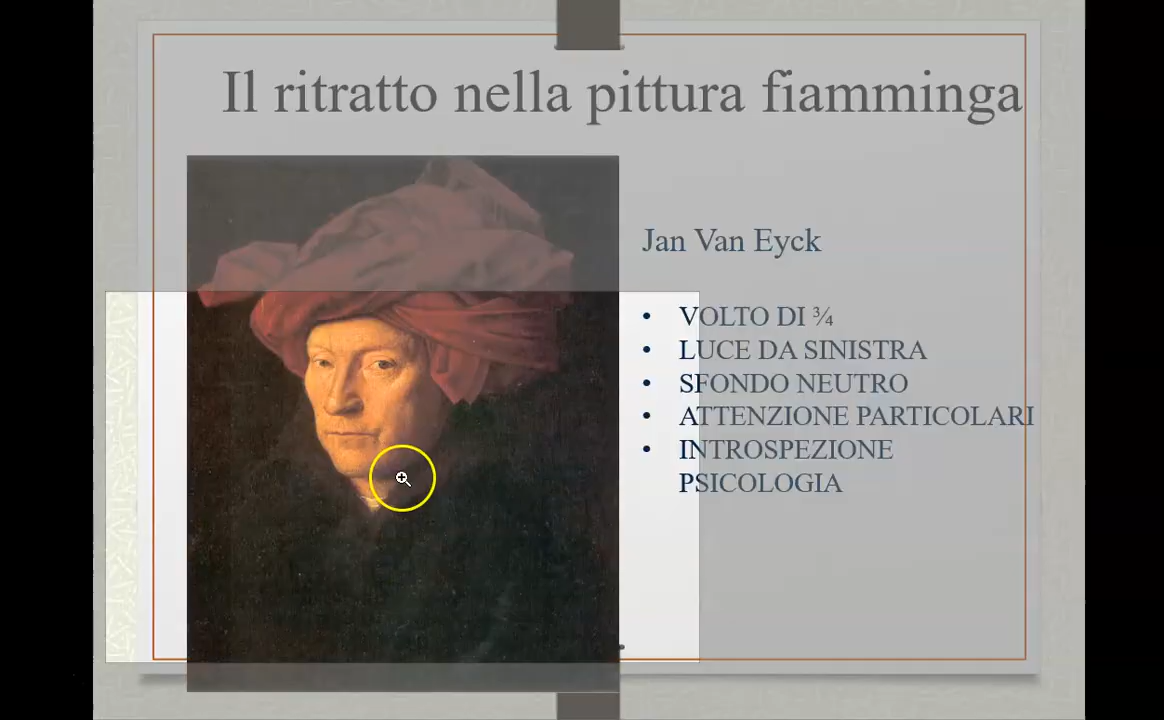 Il ritratto nella pittura fiamminga
Jan Van Eyck
• VOLTO DI ¾
• LUCE DA SINISTRA
• SFONDO NEUTRO
• ATTENZIONE PARTICOLARI
• INTROSPEZIONE
PSICOLOGIA